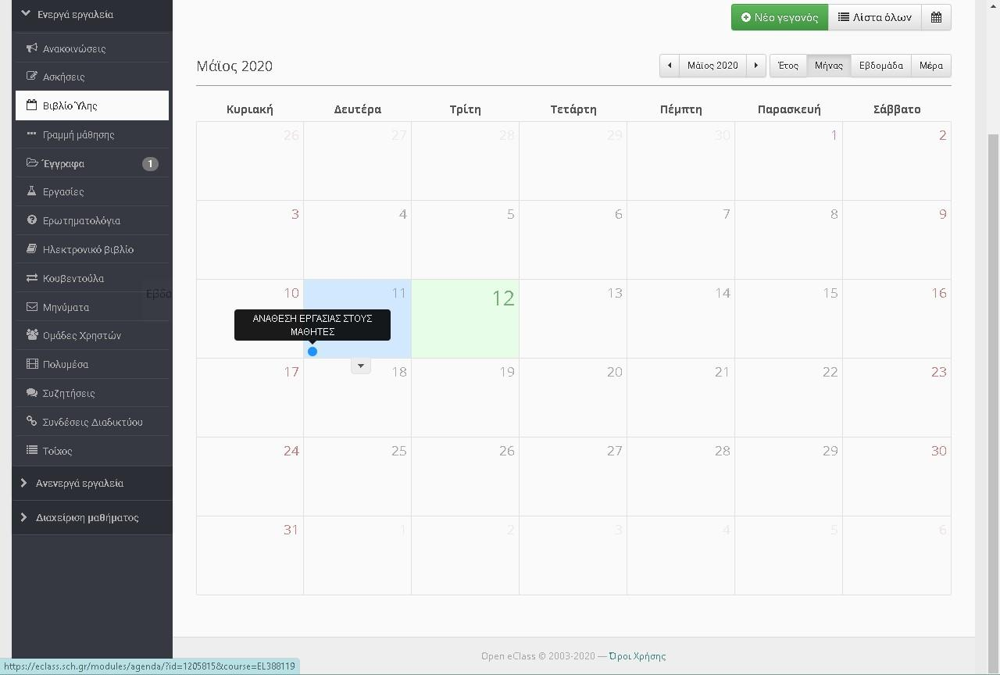 Ενεργά εργαλεία
Ανακοινώσεις
Ασκήσεις
Βιβλίο Ύλης
Γραμμή μάθησης
Έγγραφα 1
Εργασίες
Ερωτηματολόγια
Ηλεκτρονικό βιβλίο
Κουβεντούλα
Μηνύματα
Ομάδες Χρηστών
Πολυμέσα
Συζητήσεις
Συνδέσεις Διαδικτύου
Τοίχος
Ανενεργά εργαλεία
Διαχείριση μαθήματος
Νέο γεγονός Λίστα όλων
Μάϊος 2020 Μάϊος 2020 Έτος Μήνας Εβδομάδα Μέρα
Κυριακή Δευτέρα Τρίτη Τετάρτη Πέμπτη Παρασκευή Σάββατο
26 27 28 29 30 1 2
3 4 5 6 7 8 9
10 11 12 13 14 15 16
ΑΝΑΘΕΣΗ ΕΡΓΑΣΙΑΣ ΣΤΟΥΣ
ΜΑΘΗΤΕΣ
17 18 19 20 21 22 23
24 25 26 27 28 29 30
31 1 2 3 4 5 6
Open eClass © 2003-2020 — Όροι Χρήσης
https://eclass.sch.gr/modules/agenda/?id=1205815&course=EL388119